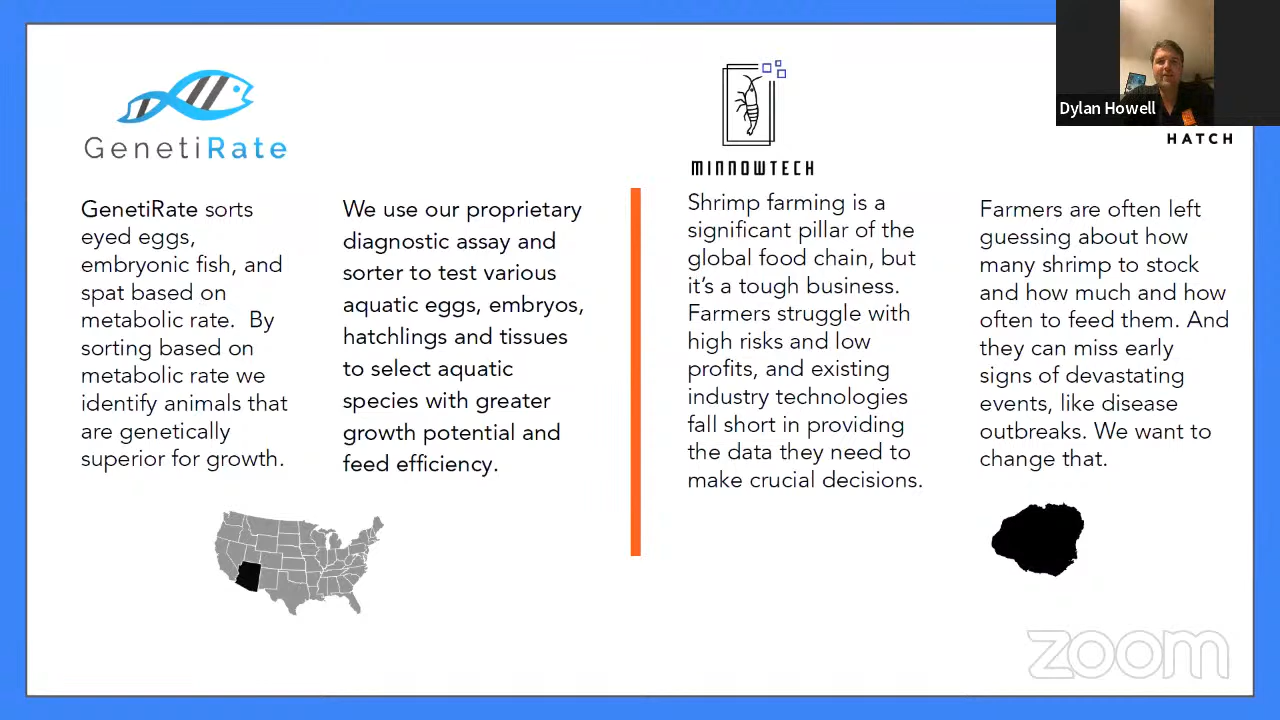 GenetiRate
GenetiRate sorts
eyed eggs,
embryonic fish, and
spat based on
metabolic rate.  By
sorting based on
metabolic rate we
identify animals that
are genetically
superior for growth.
We use our proprietary
diagnostic assay and
sorter to test various
aquatic eggs, embryos,
hatchlings and tissues
to select aquatic
species with greater
growth potential and
feed efficiency.
MINNOWTECH
Shrimp farming is a
significant pillar of the
global food chain, but
it's a tough business.
Farmers struggle with
high risks and low
profits, and existing
industry technologies
fall short in providing
the data they need to
make crucial decisions.
Dylan Howell
HATCH
Farmers are often left
guessing about how
many shrimp to stock
and how much and how
often to feed them. And
they can miss early
signs of devastating
events, like disease
outbreaks. We want to
change that.
zoom